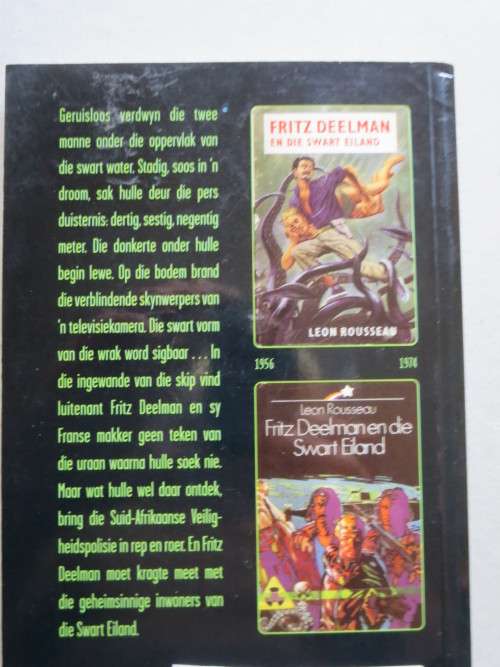 Geruisloos verdwyn die twee
manne onder die oppervlak van
die swart water. Stadig, soos in 'n
droom, sak hulle deur die pers
duisternis: dertig, sestig, negentig
meter. Die donkerte onder hulle
begin lewe. Op die bodem brand
die verblindende skynwerpers van
'n televisiekamera. Die swart vorm
van die wrak word sigbaar . . . In
die ingewande van die skip vind
luitenant Fritz Deelman en sy
Franse makker geen teken van
die uraan waarna hulle soek nie.
Maar wat hulle wel daar ontdek,
bring die Suid-Afrikaanse Veilig-
heidspolisie in rep en roer. En Fritz
Deelman moet kragte meet met
die geheimsinnige inwoners van
die Swart Eiland.
FRITZ DEELMAN
EN DIE SWART EILAND
LEON ROUSSEAU
1956 1974
Leon Rousseau
Fritz Deelman en die
Swart Eiland